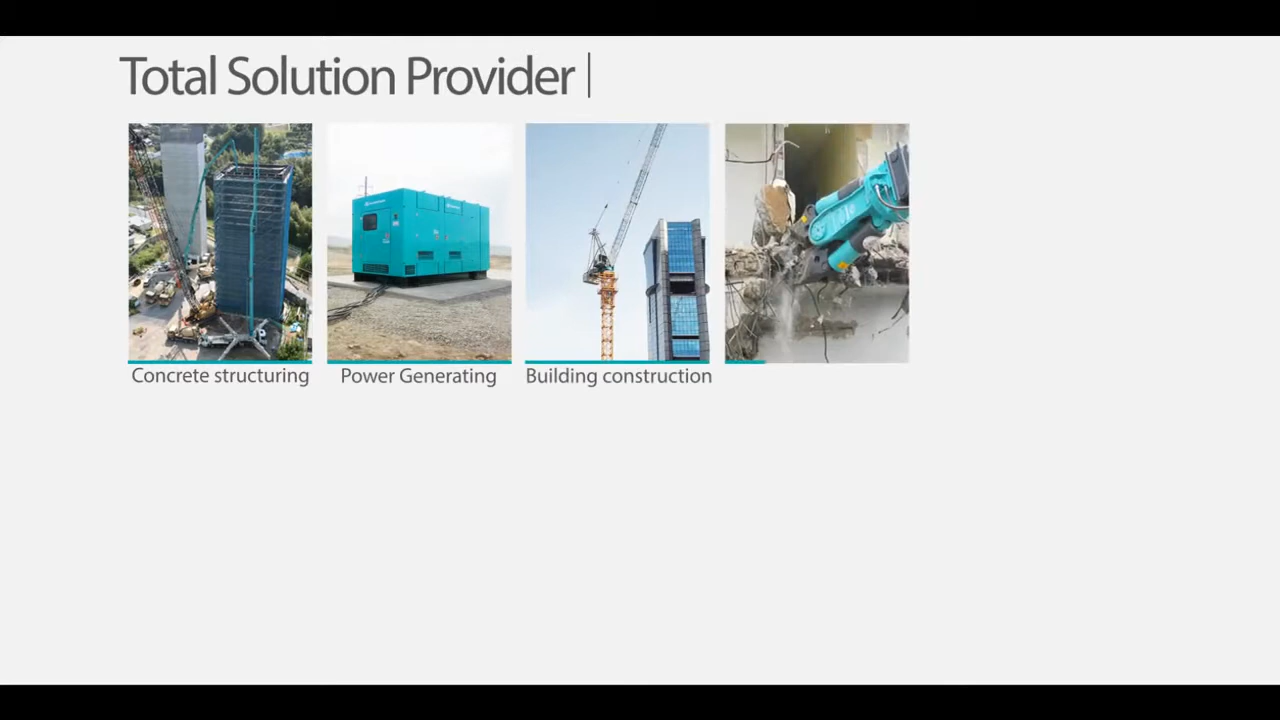 Total Solution Provider
Concrete structuring
Power Generating
Building construction